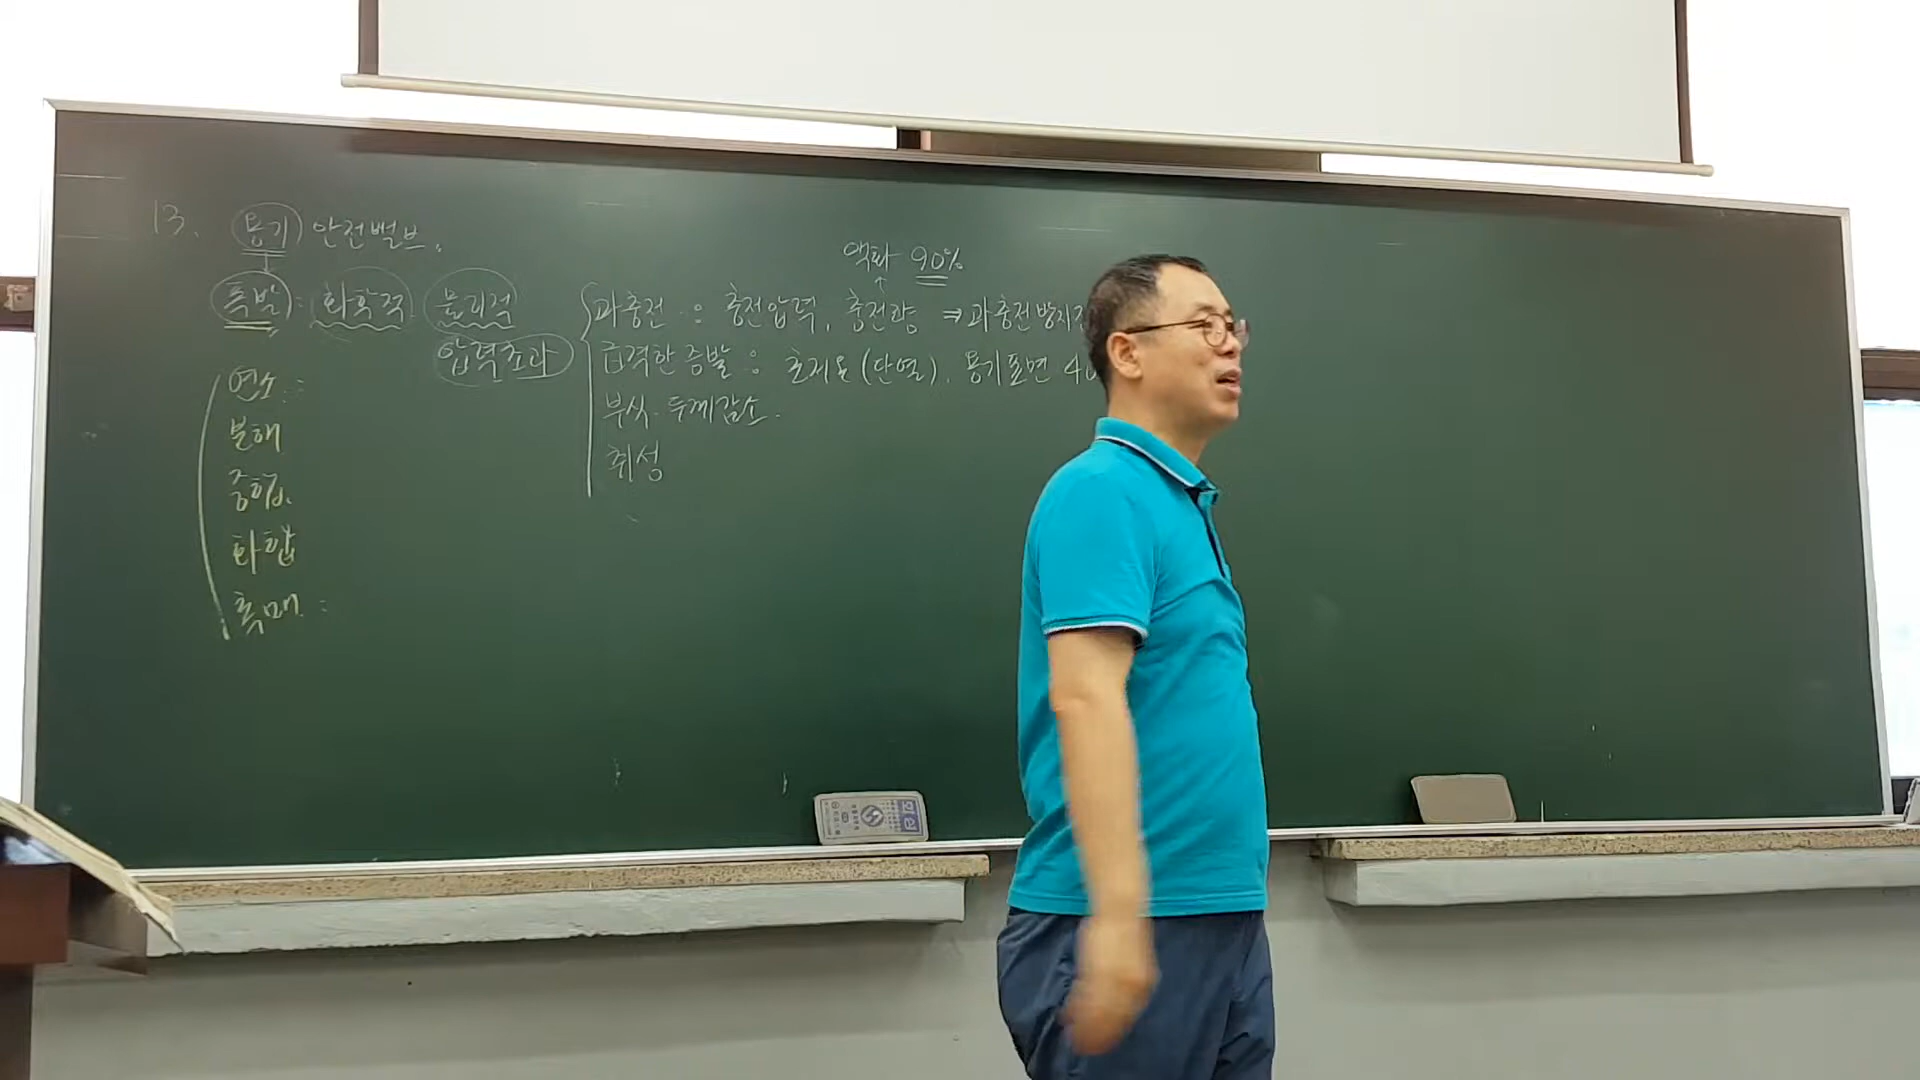 13. 용기 안전밸브.
액화 90%
폭발 : 화학적 물리적
압력초과
과충전 : 충전압력, 충전량 ⇒ 과충전방지
급격한 증발 : 초저온(단열), 용기표면 40
부식. 두께감소.
취성
연소 :
분해
중합.
화합
촉매 :